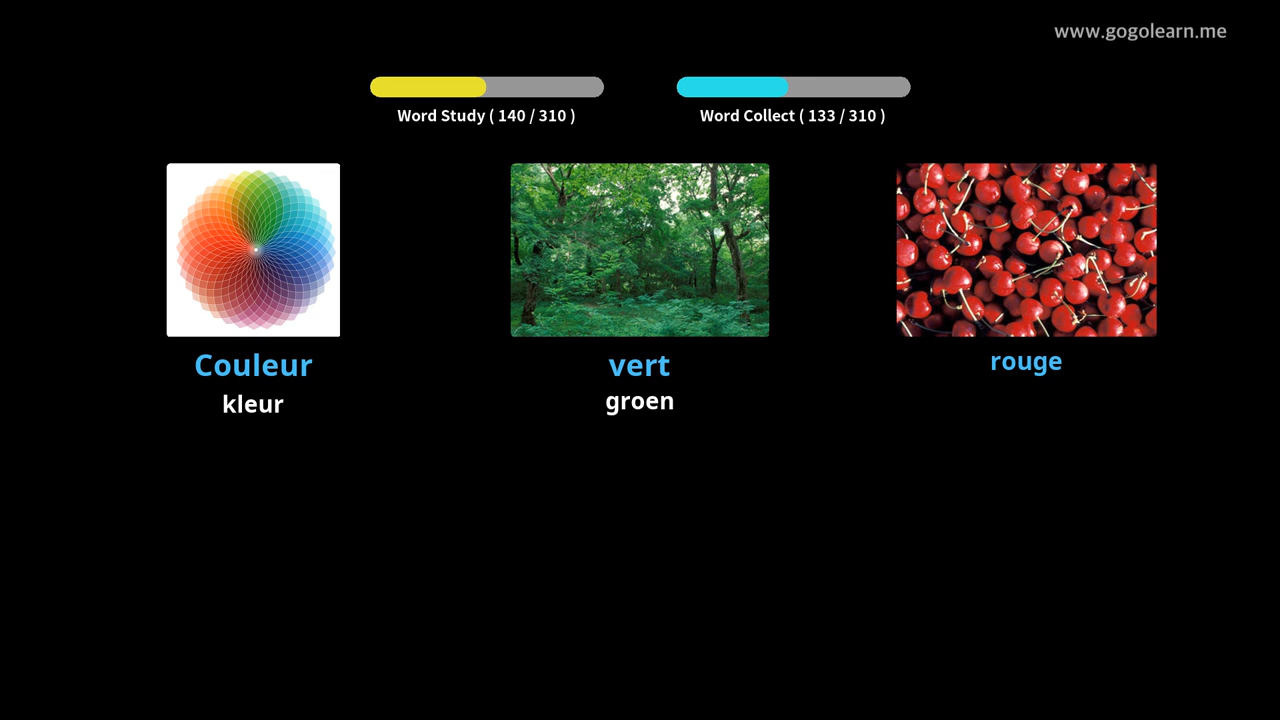 www.gogolearn.me
Word Study ( 140 / 310 )
Word Collect ( 133 / 310 )
Couleur
kleur
vert
groen
rouge